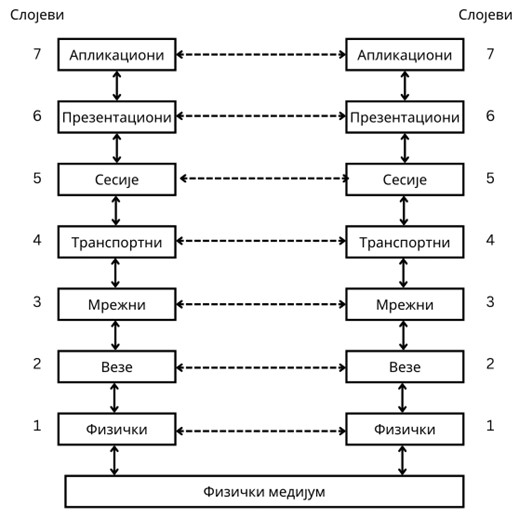 Слојеви Слојеви
7 Апликациони Апликациони 7
6 Презентациони Презентациони 6
5 Сесије Сесије 5
4 Транспортни Транспортни 4
3 Мрежни Мрежни 3
2 Везе Везе 2
1 Физички Физички 1
Физички медијум